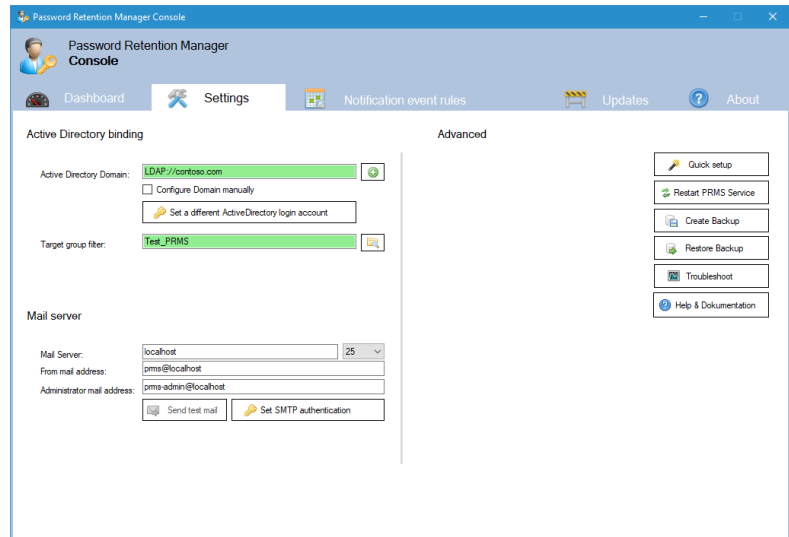 Password Retention Manager Console
Password Retention Manager
Console
Dashboard
Settings
Notification event rules
Updates
About
Active Directory binding
Advanced
Active Directory Domain:
LDAP://contoso.com
Configure Domain manually
Set a different ActiveDirectory login account
Target group filter:
Test_PRMS
Quick setup
Restart PRMS Service
Create Backup
Restore Backup
Troubleshoot
Help & Dokumentation
Mail server
Mail Server:
localhost
25
From mail address:
prms@localhost
Administrator mail address:
prms-admin@localhost
Send test mail
Set SMTP authentication